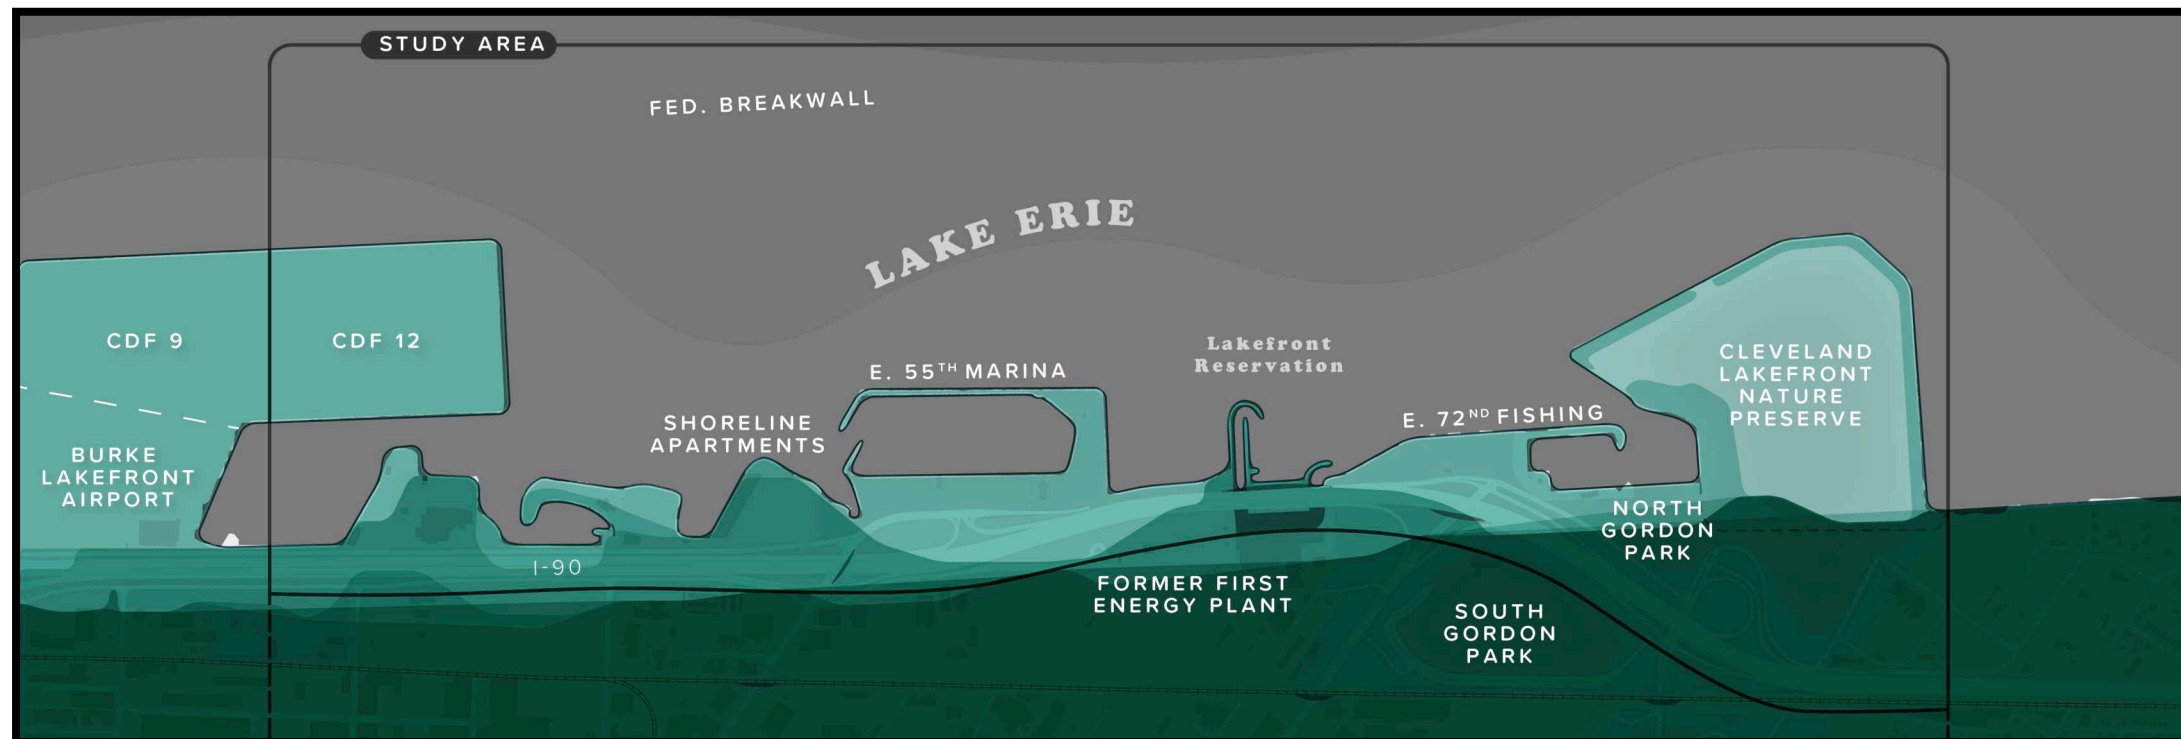 STUDY AREA
FED. BREAKWALL
LAKE ERIE
CDF 9
CDF 12
Lakefront
Reservation
E. 55TH MARINA
SHORELINE
APARTMENTS
E. 72ND FISHING
CLEVELAND
LAKEFRONT
NATURE
PRESERVE
BURKE
LAKEFRONT
AIRPORT
NORTH
GORDON
PARK
I-90
FORMER FIRST
ENERGY PLANT
SOUTH
GORDON
PARK